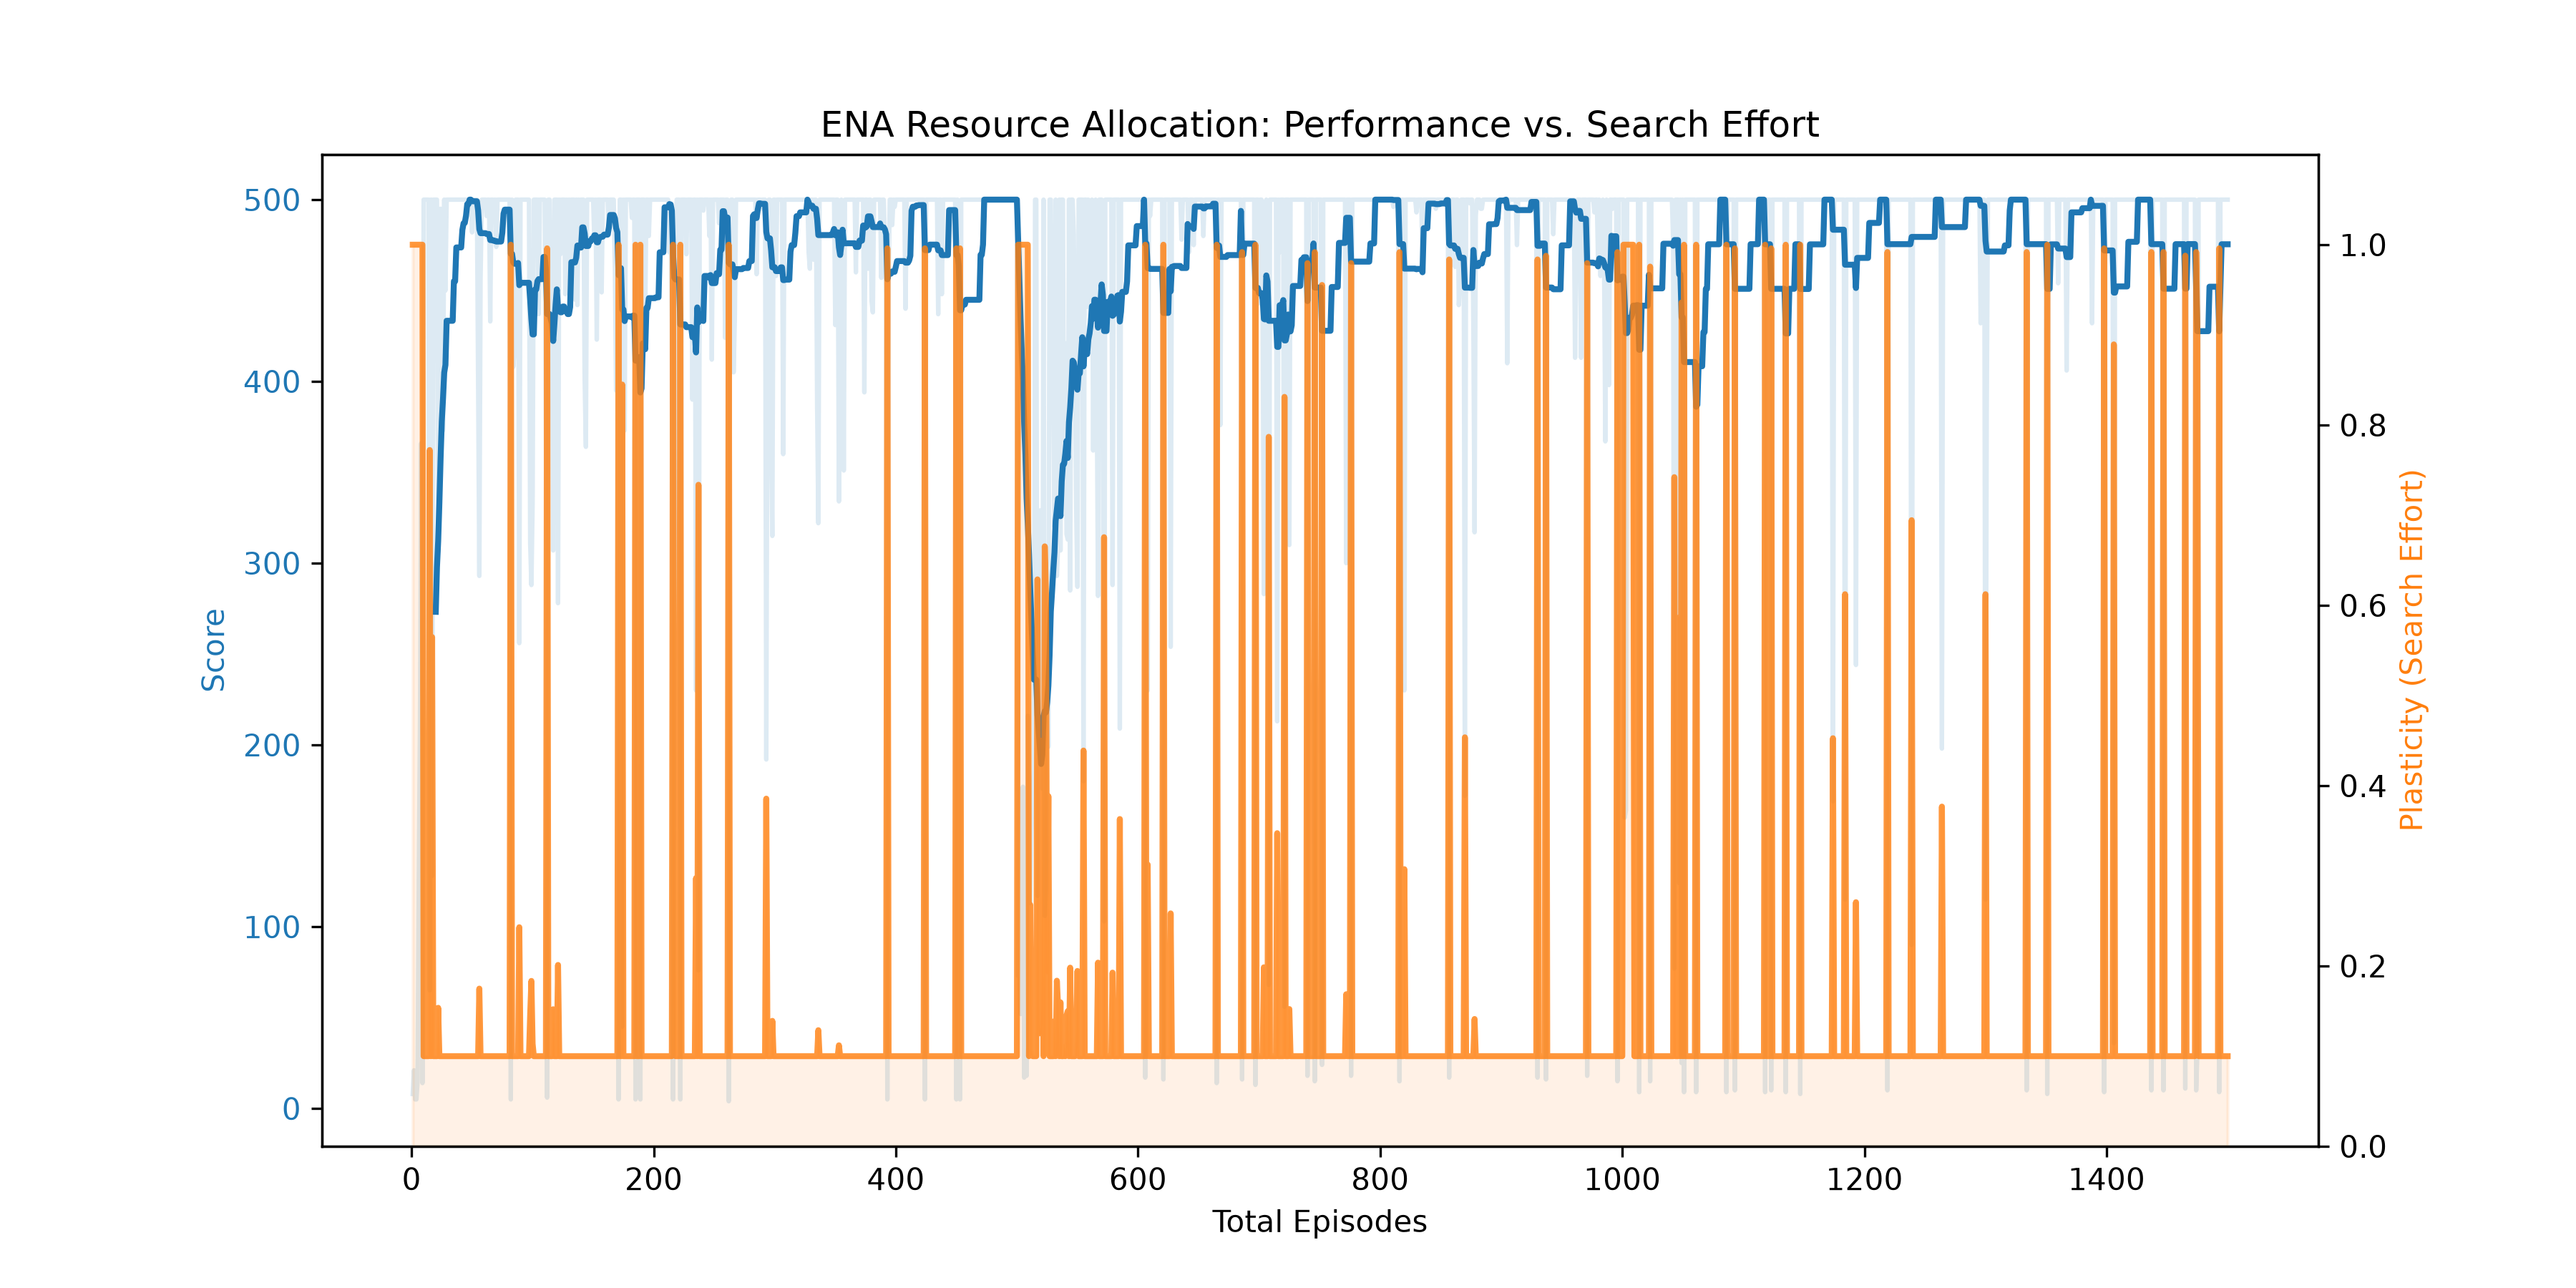 ENA Resource Allocation: Performance vs. Search Effort
500
400
300
200
100
0
Score
1.0
0.8
0.6
0.4
0.2
0.0
Plasticity (Search Effort)
0 200 400 600 800 1000 1200 1400
Total Episodes